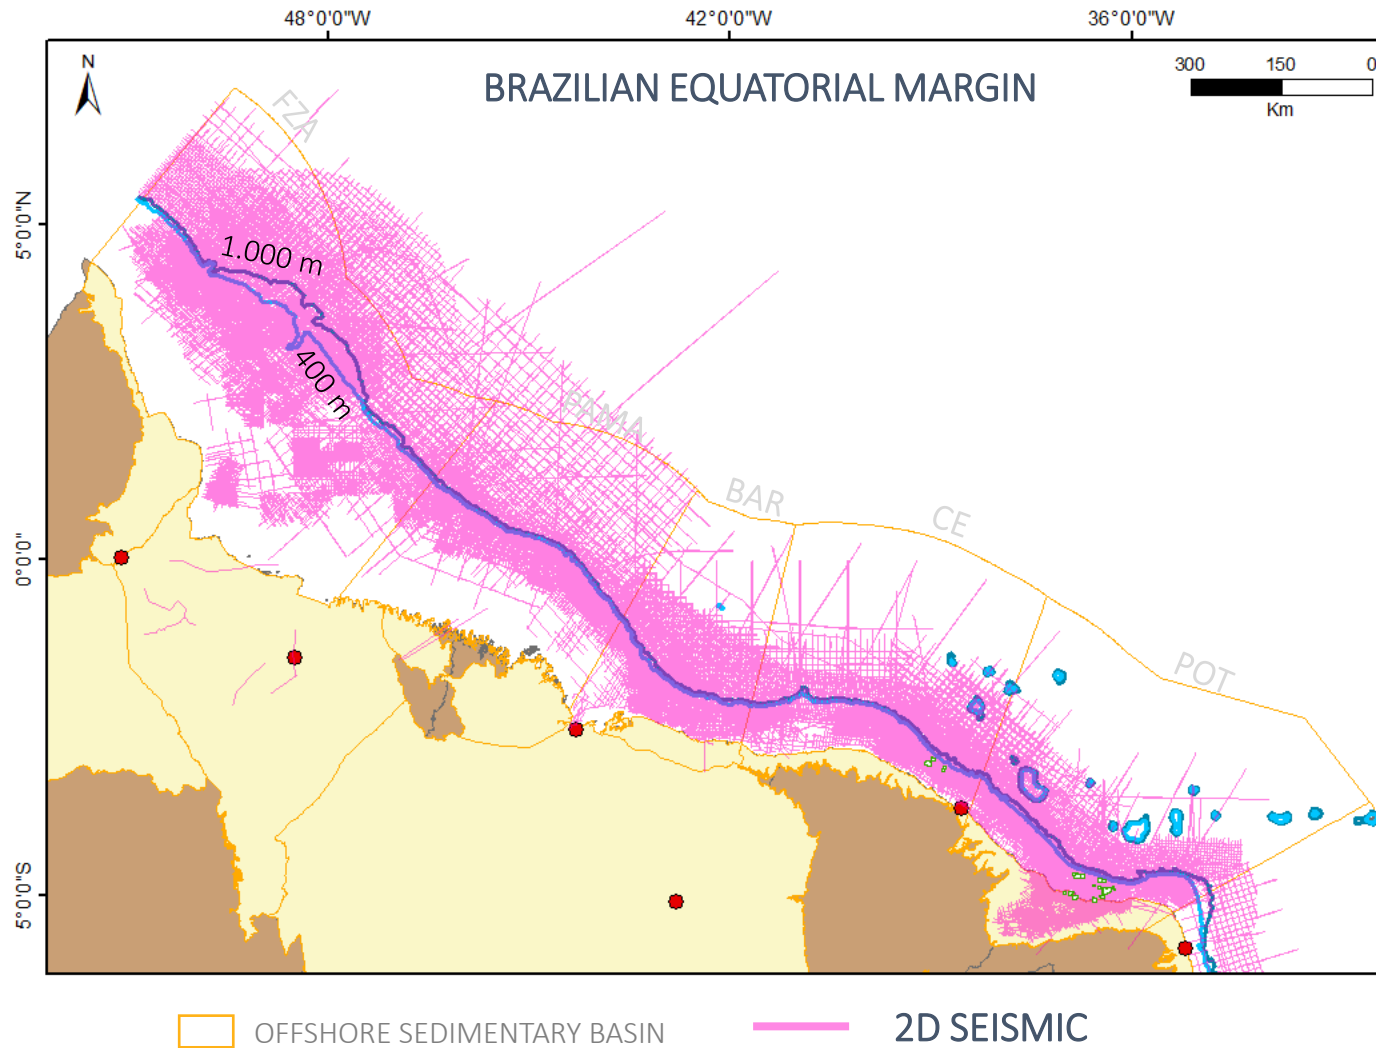 48°0'0"W
42°0'0"W
36°0'0"W
N
BRAZILIAN EQUATORIAL MARGIN
300 150 0
Km
FZA
5°0'0"N
1.000 m
400 m
PAMA
BAR
CE
0°0'0"
POT
5°0'0"S
OFFSHORE SEDIMENTARY BASIN
2D SEISMIC